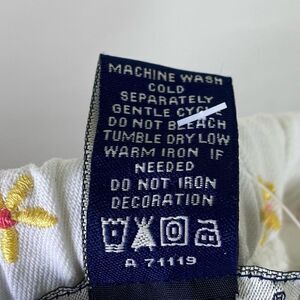 MACHINE WASH
COLD
SEPARATELY
GENTLE CYCLE
DO NOT BLEACH
TUMBLE DRY LOW
WARM IRON IF
NEEDED
DO NOT IRON
DECORATION
A 71119